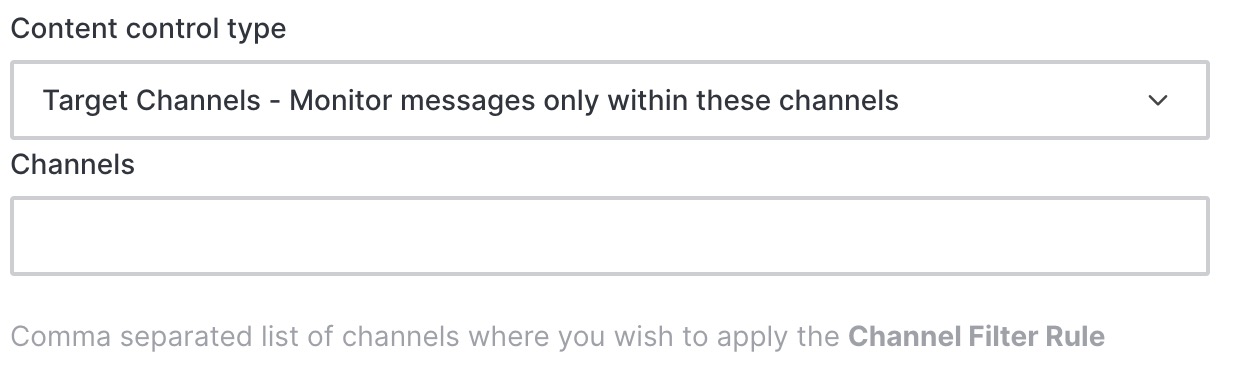 Content control type
Target Channels - Monitor messages only within these channels
Channels
Comma separated list of channels where you wish to apply the Channel Filter Rule